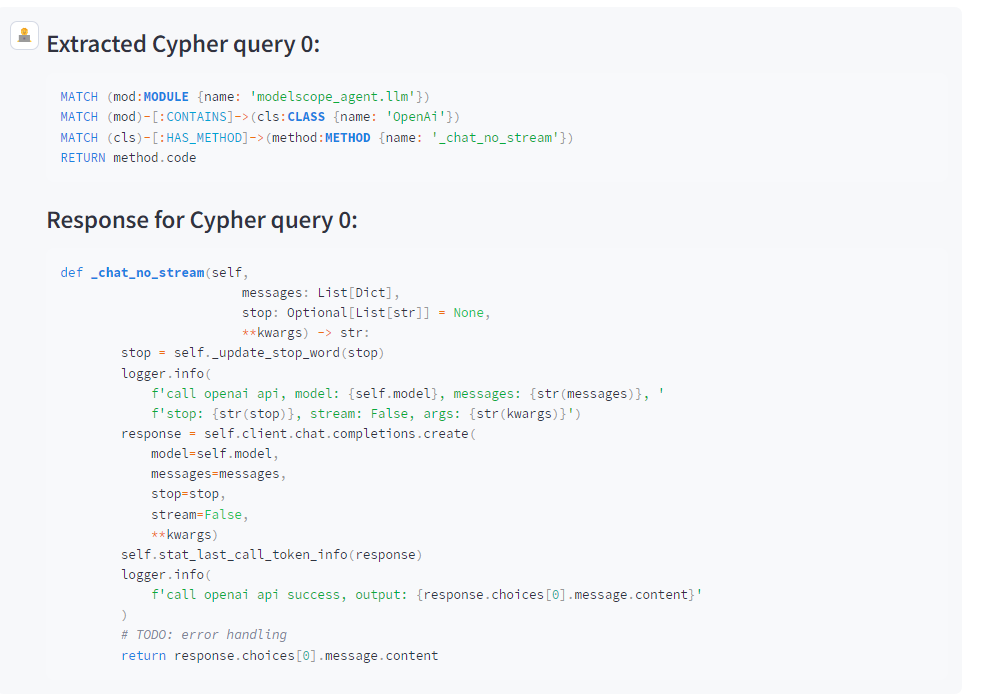 Extracted Cypher query 0:
MATCH (mod:MODULE {name: 'modelscope_agent.llm'})
MATCH (mod)-[:CONTAINS]->(cls:CLASS {name: 'OpenAi'})
MATCH (cls)-[:HAS_METHOD]->(method:METHOD {name: '_chat_no_stream'})
RETURN method.code
Response for Cypher query 0:
def _chat_no_stream(self,
                        messages: List[Dict],
                        stop: Optional[List[str]] = None,
                        **kwargs) -> str:
        stop = self._update_stop_word(stop)
        logger.info(
            f'call openai api, model: {self.model}, messages: {str(messages)}, '
            f'stop: {str(stop)}, stream: False, args: {str(kwargs)}')
        response = self.client.chat.completions.create(
            model=self.model,
            messages=messages,
            stop=stop,
            stream=False,
            **kwargs)
        self.stat_last_call_token_info(response)
        logger.info(
            f'call openai api success, output: {response.choices[0].message.content}'
        )
        # TODO: error handling
        return response.choices[0].message.content